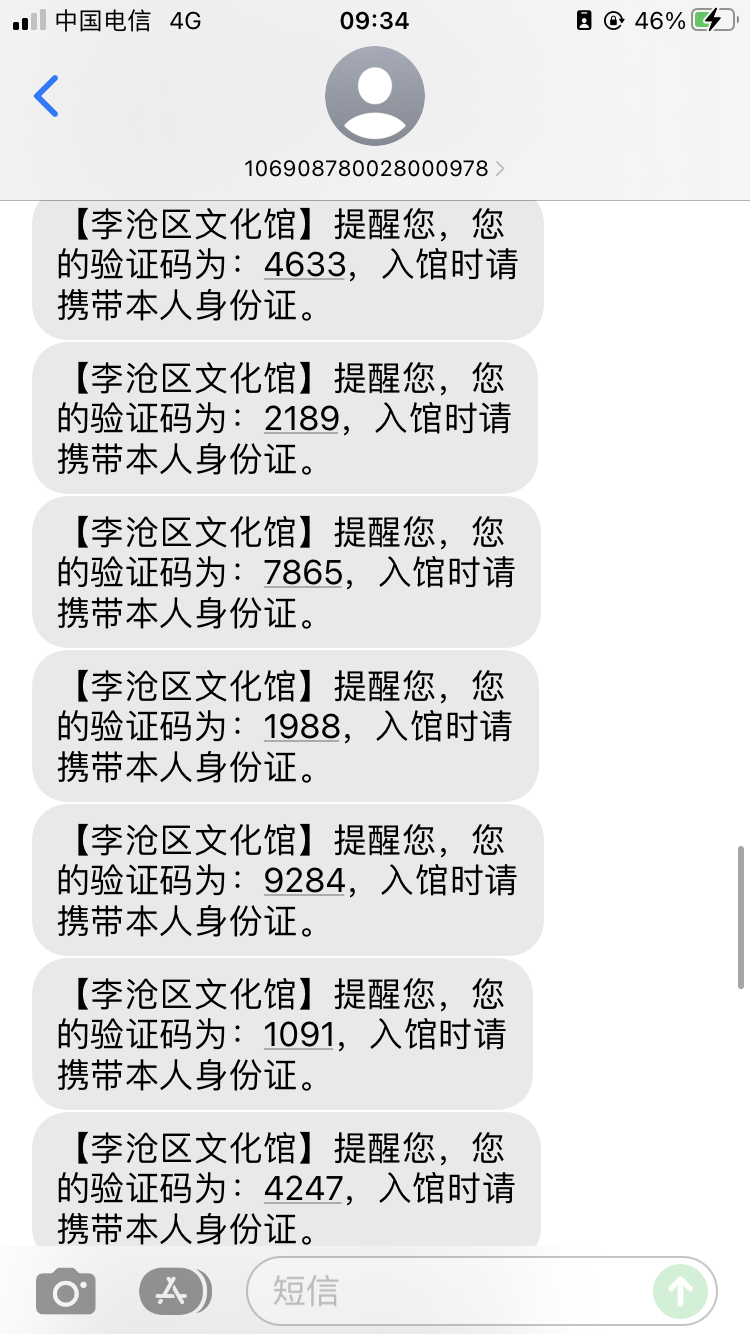 中国电信 4G 09:34 46%
106908780028000978
【李沧区文化馆】提醒您，您
的验证码为：4633，入馆时请
携带本人身份证。
【李沧区文化馆】提醒您，您
的验证码为：2189，入馆时请
携带本人身份证。
【李沧区文化馆】提醒您，您
的验证码为：7865，入馆时请
携带本人身份证。
【李沧区文化馆】提醒您，您
的验证码为：1988，入馆时请
携带本人身份证。
【李沧区文化馆】提醒您，您
的验证码为：9284，入馆时请
携带本人身份证。
【李沧区文化馆】提醒您，您
的验证码为：1091，入馆时请
携带本人身份证。
【李沧区文化馆】提醒您，您
的验证码为：4247，入馆时请
携带本人身份证。
短信